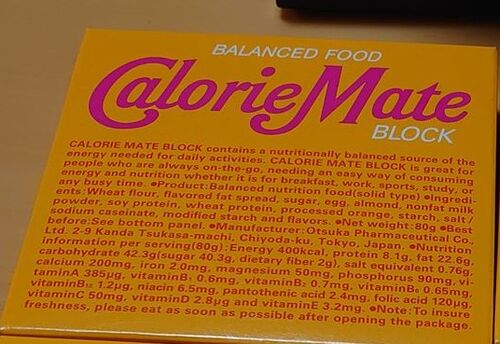 BALANCED FOOD
CalorieMate
BLOCK
CALORIE MATE BLOCK contains a nutritionally balanced source of the
energy needed for daily activities. CALORIE MATE BLOCK is great for
people who are always on-the-go, needing an easy way of consuming
energy and nutrition whether it is for breakfast, work, sports, study, or
any busy time. ●Product:Balanced nutrition food(solid type) ●Ingredi-
ents:Wheat flour, flavored fat spread, sugar, egg, almond, nonfat milk
powder, soy protein, wheat protein, processed orange, starch, salt/
sodium caseinate, modified starch and flavors. ●Net weight:80g ●Best
before:See bottom panel. ●Manufacturer:Otsuka Pharmaceutical Co.,
Ltd. 2-9 Kanda Tsukasa-machi, Chiyoda-ku, Tokyo, Japan. ●Nutrition
information per serving(80g):Energy 400kcal, protein 8.1g, fat 22.6g,
carbohydrate 42.3g(sugar 40.3g, dietary fiber 2g), salt equivalent 0.76g,
calcium 200mg, iron 2.0mg, magnesium 50mg, phosphorus 90mg, vi-
taminA 385μg, vitaminB₁ 0.6mg, vitaminB₂ 0.7mg, vitaminB₆ 0.65mg,
vitaminB₁₂ 1.2μg, niacin 6.5mg, pantothenic acid 2.4mg, folic acid 120μg,
vitaminC 50mg, vitaminD 2.8μg and vitaminE 3.2mg. ●Note:To insure
freshness, please eat as soon as possible after opening the package.